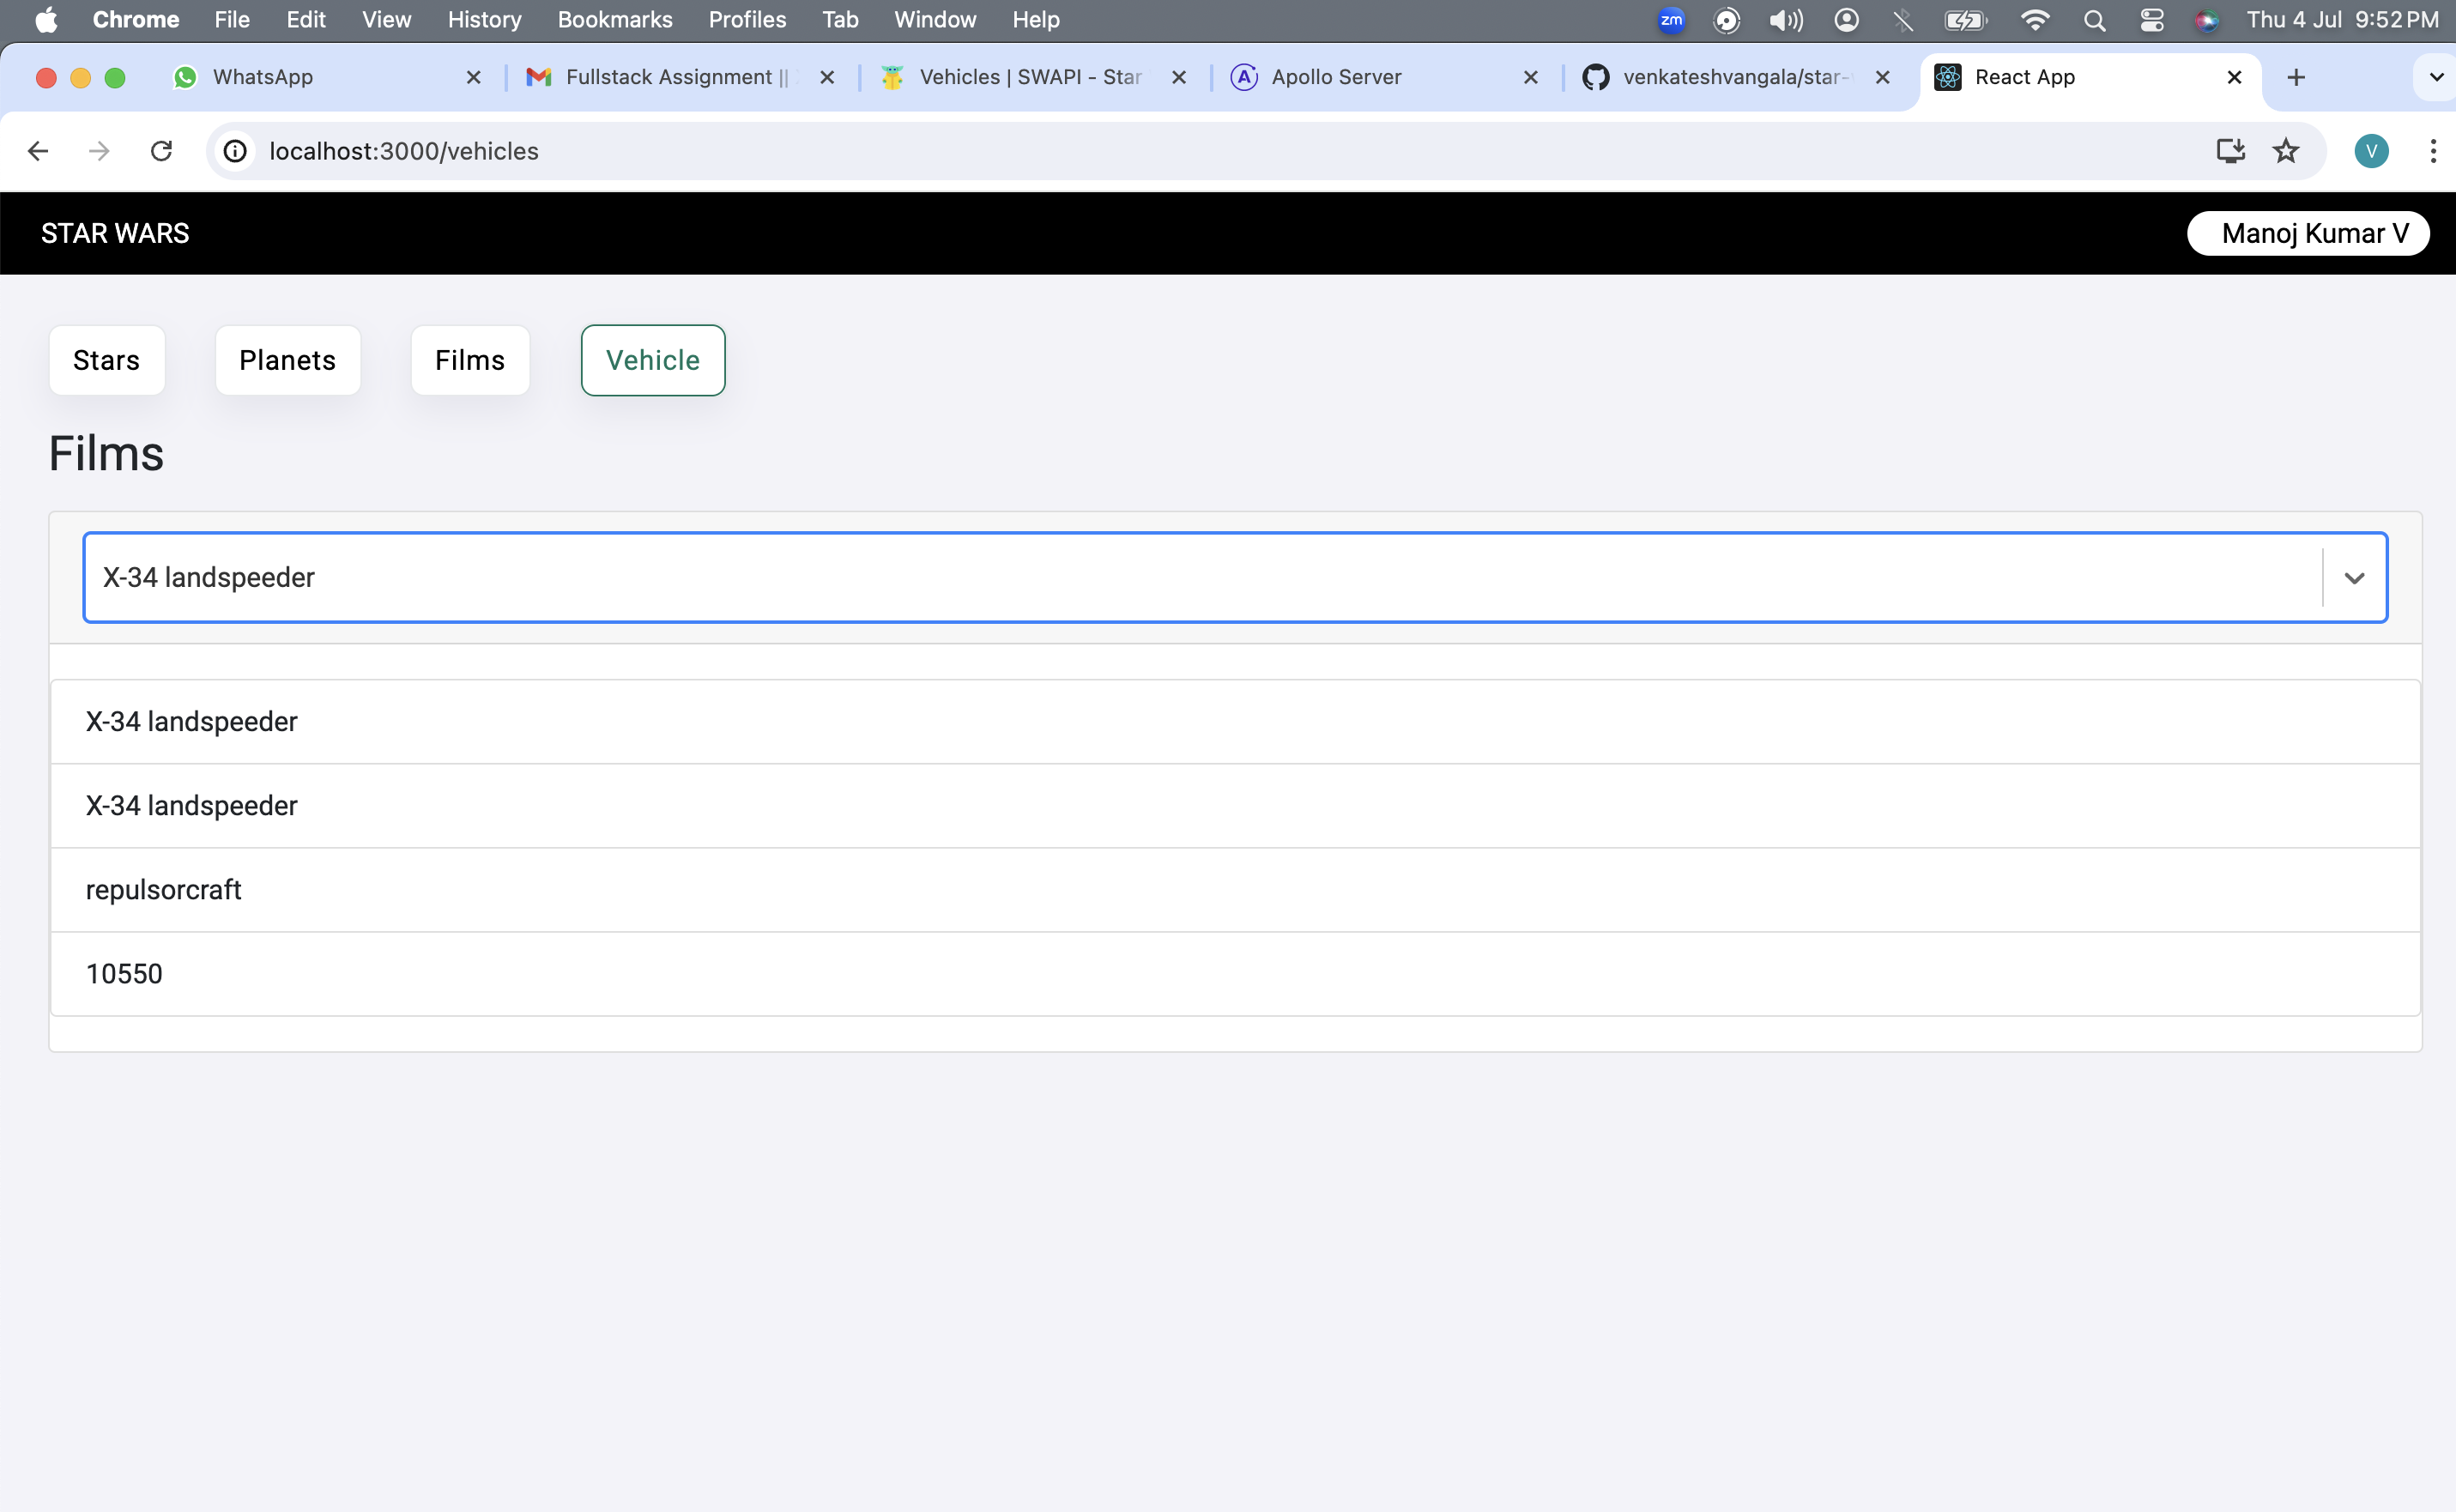 Chrome File Edit View History Bookmarks Profiles Tab Window Help zm Thu 4 Jul 9:52 PM
WhatsApp Fullstack Assignment || Vehicles | SWAPI - Star Apollo Server venkateshvangala/star- React App
localhost:3000/vehicles V
STAR WARS Manoj Kumar V
Stars Planets Films Vehicle
Films
X-34 landspeeder
X-34 landspeeder
X-34 landspeeder
repulsorcraft
10550